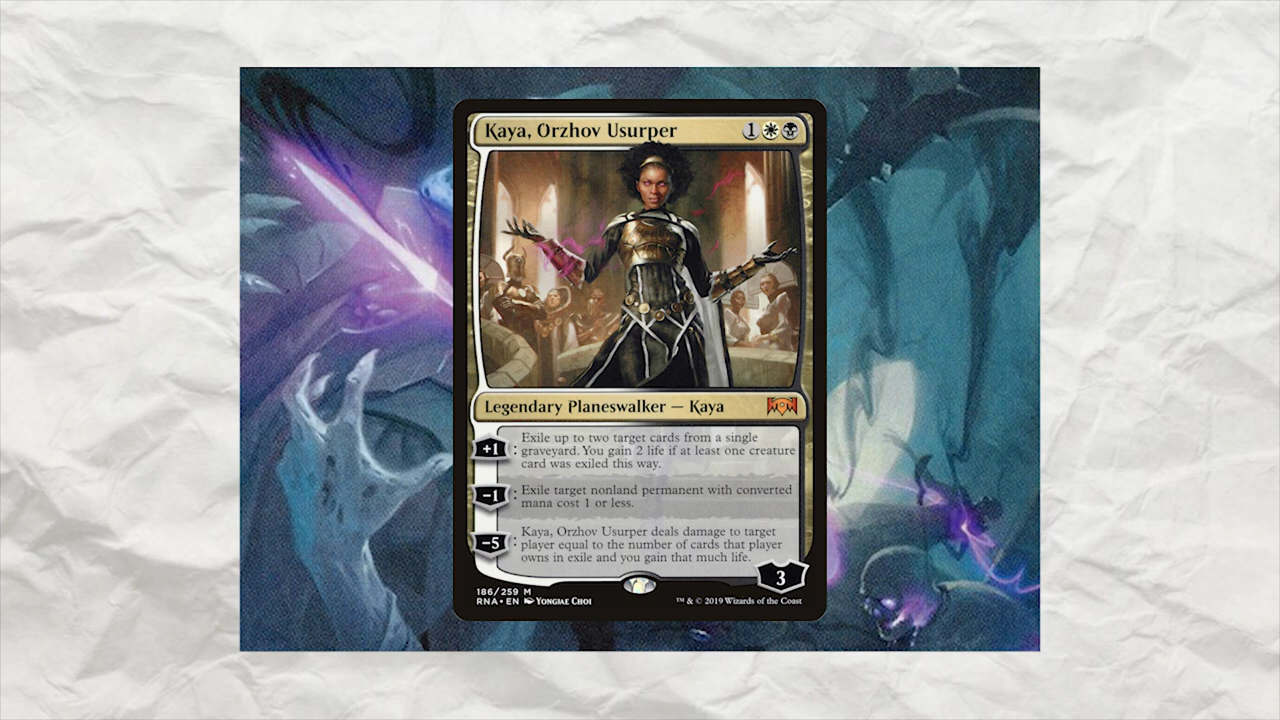 Kaya, Orzhov Usurper 1
Legendary Planeswalker — Kaya
+1: Exile up to two target cards from a single
graveyard. You gain 2 life if at least one creature
card was exiled this way.
−1: Exile target nonland permanent with converted
mana cost 1 or less.
−5: Kaya, Orzhov Usurper deals damage to target
player equal to the number of cards that player
owns in exile and you gain that much life.
3
186/259 M
RNA • EN Yongjae Choi
™ & © 2019 Wizards of the Coast